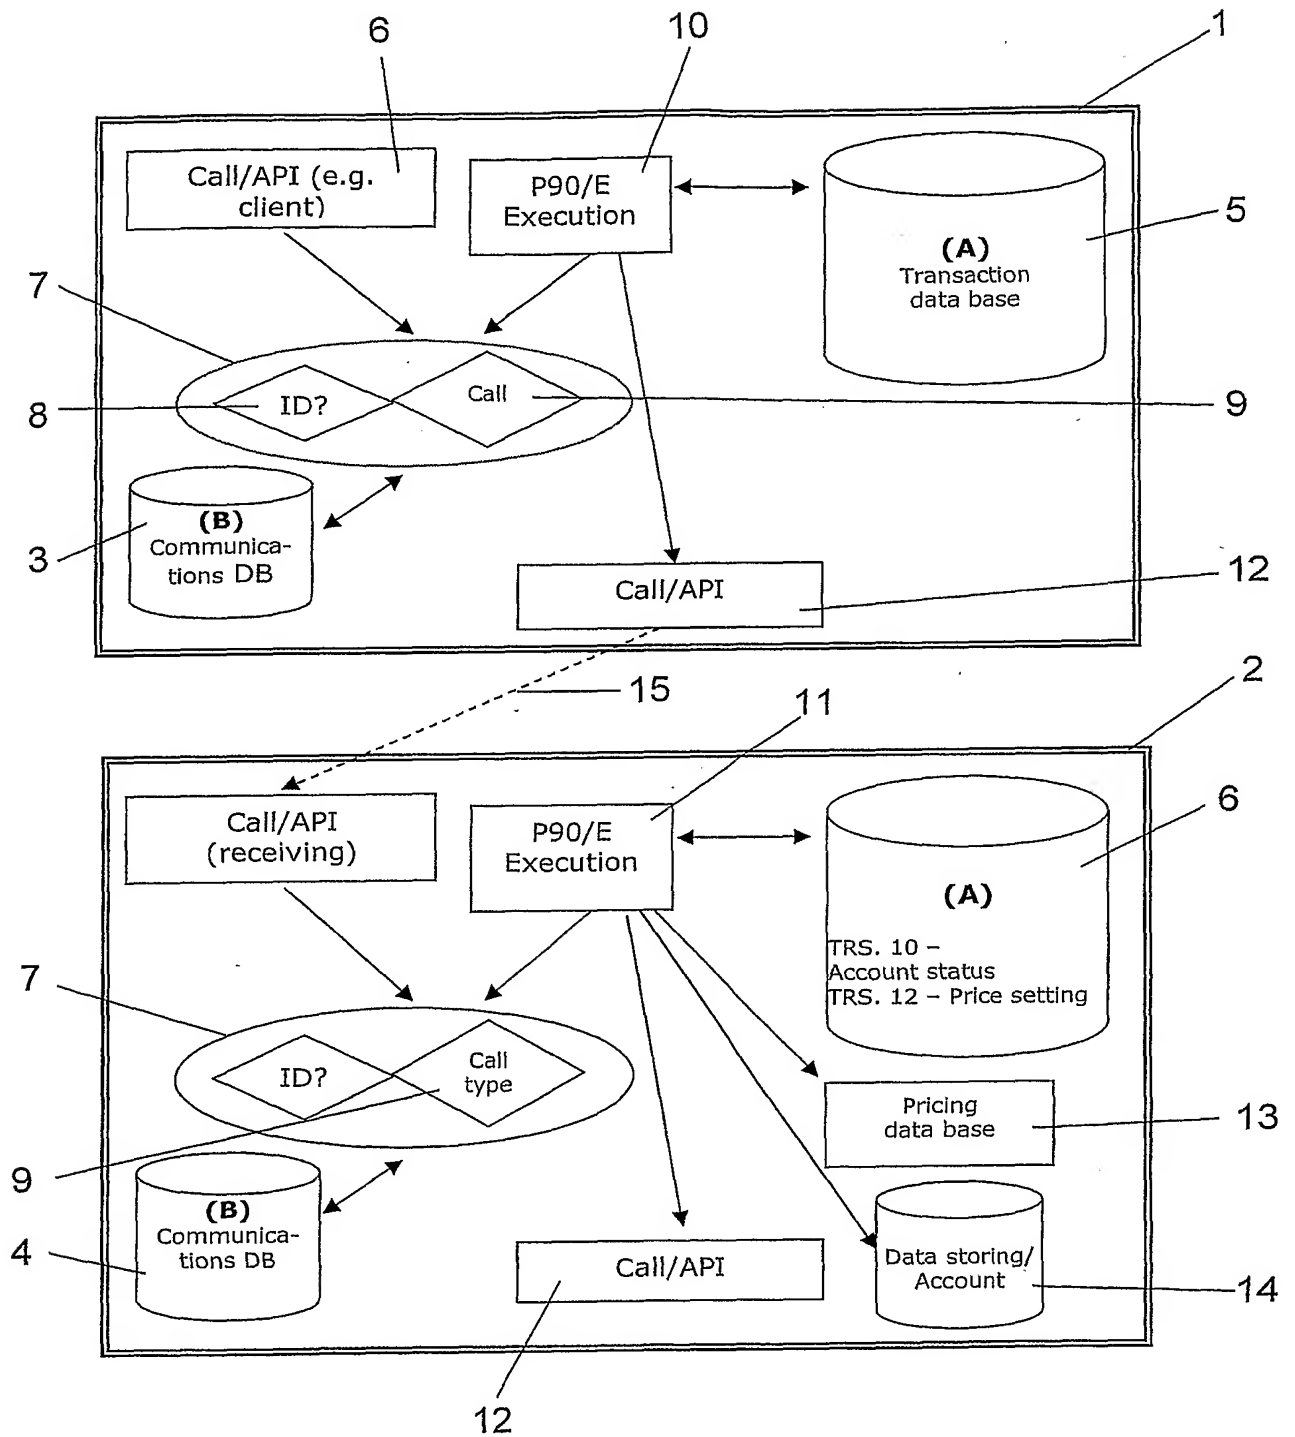 6
10
1
Call/API (e.g.
client)
P90/E
Execution
(A)
Transaction
data base
5
7
8
ID?
Call
9
3
(B)
Communica-
tions DB
Call/API
12
15
2
11
Call/API
(receiving)
P90/E
Execution
6
(A)
TRS. 10 –
Account status
TRS. 12 – Price setting
7
ID?
Call
type
Pricing
data base
13
9
(B)
Communica-
tions DB
4
Call/API
Data storing/
Account
14
12